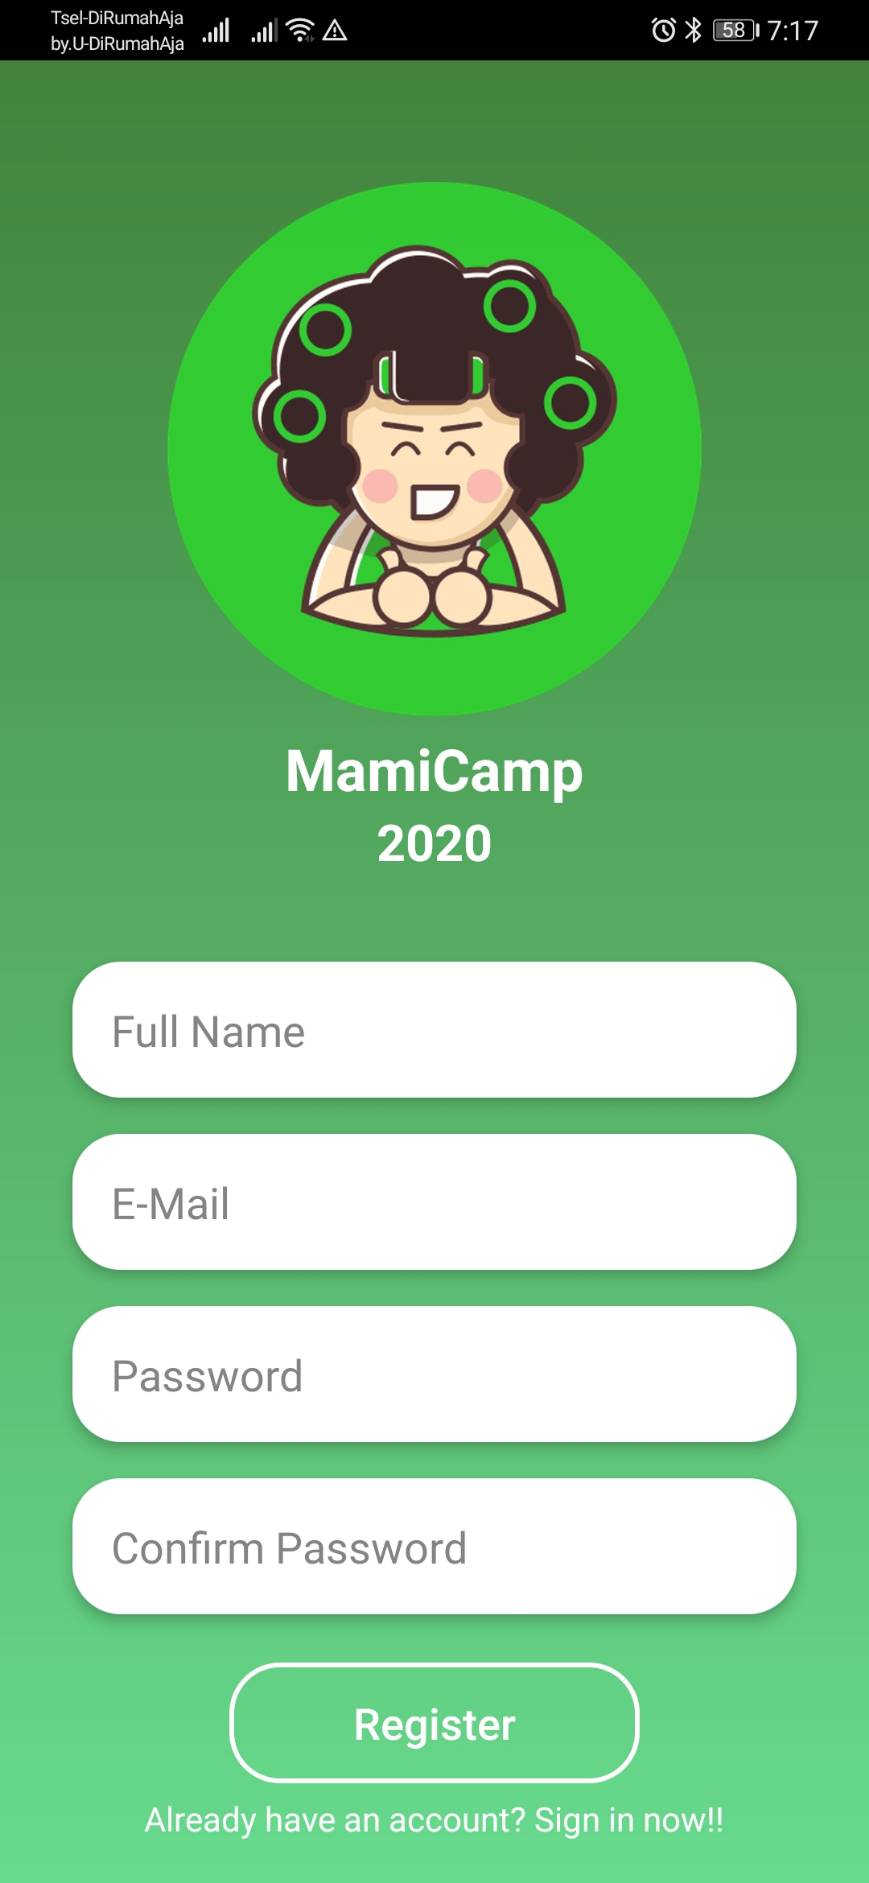 Tsel-DiRumahAja
by.U-DiRumahAja
58
7:17
MamiCamp
2020
Full Name
E-Mail
Password
Confirm Password
Register
Already have an account? Sign in now!!